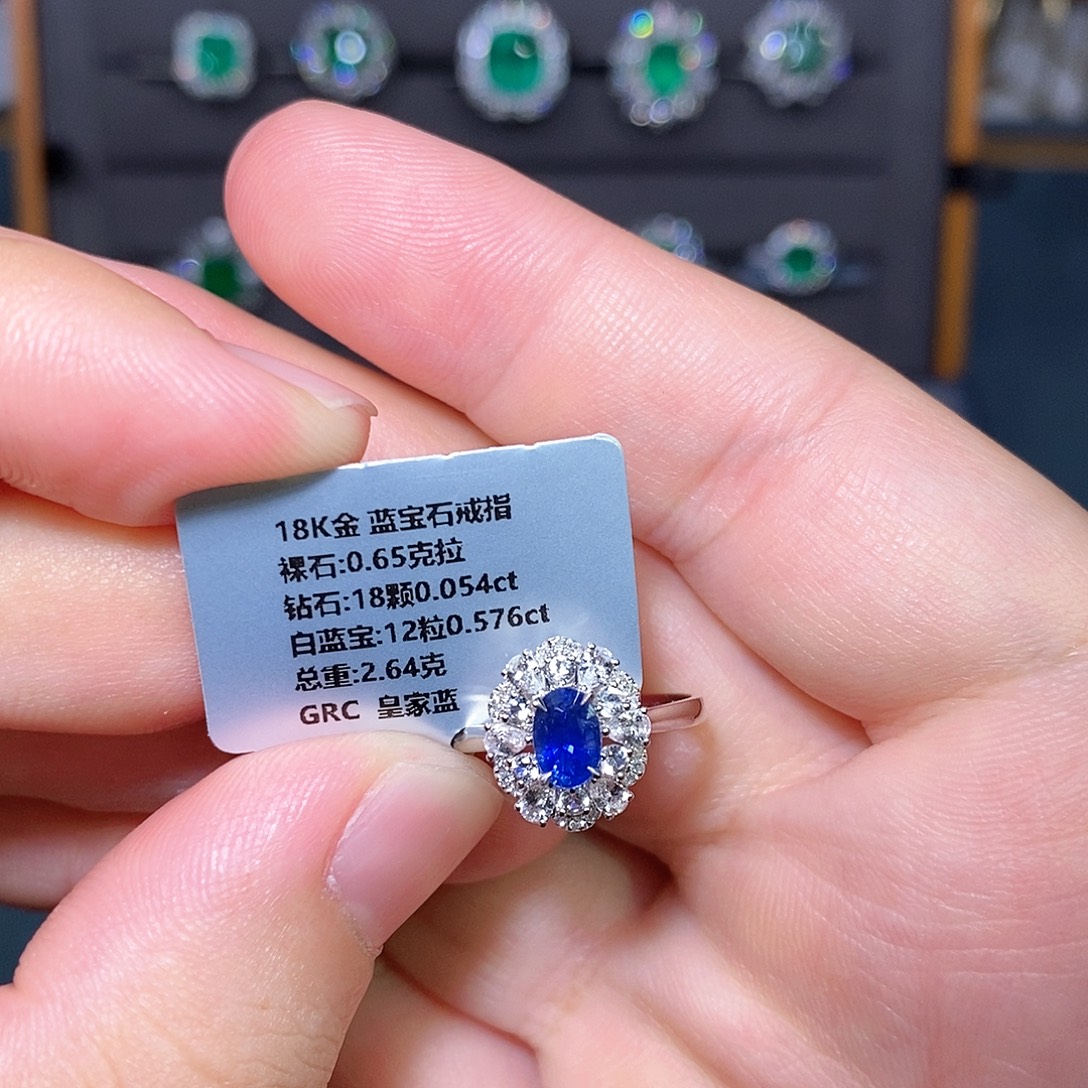 18K金 蓝宝石戒指
裸石:0.65克拉
钻石:18颗0.054ct
白蓝宝:12粒0.576ct
总重:2.64克
GRC 皇家蓝